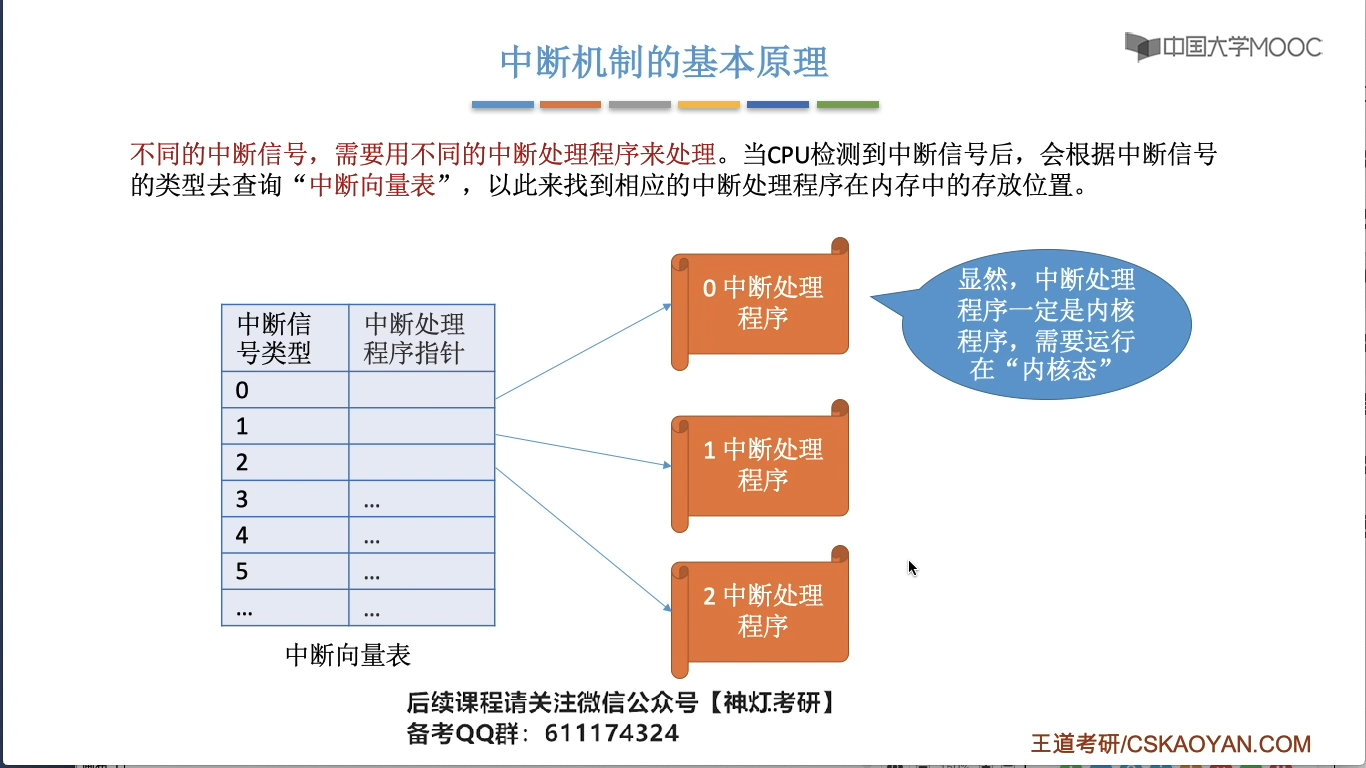 中断机制的基本原理
中国大学MOOC
不同的中断信号，需要用不同的中断处理程序来处理。当CPU检测到中断信号后，会根据中断信号
的类型去查询“中断向量表”，以此来找到相应的中断处理程序在内存中的存放位置。
中断信
号类型
中断处理
程序指针
0
1
2
3 ...
4 ...
5 ...
... ...
中断向量表
0 中断处理
程序
1 中断处理
程序
2 中断处理
程序
显然，中断处理
程序一定是内核
程序，需要运行
在“内核态”
后续课程请关注微信公众号【神灯考研】
备考QQ群：611174324
王道考研/CSKAOYAN.COM